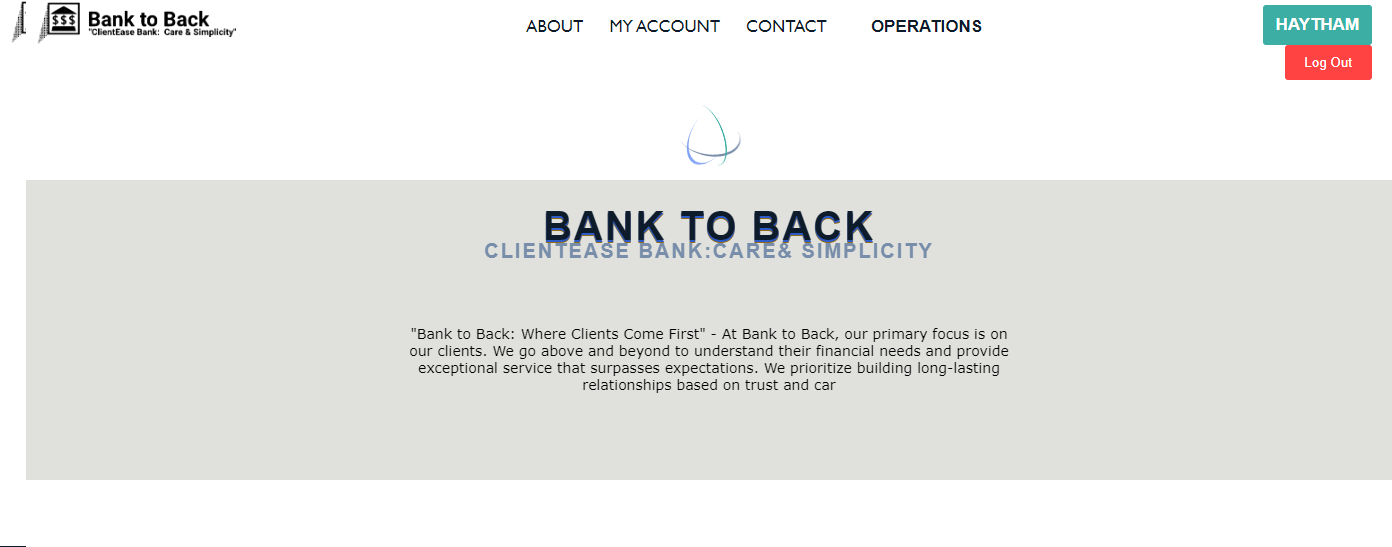 $$$
Bank to Back
"ClientEase Bank: Care & Simplicity"
ABOUT MY ACCOUNT CONTACT OPERATIONS
HAYTHAM
Log Out
BANK TO BACK
CLIENTEASE BANK:CARE& SIMPLICITY
"Bank to Back: Where Clients Come First" - At Bank to Back, our primary focus is on
our clients. We go above and beyond to understand their financial needs and provide
exceptional service that surpasses expectations. We prioritize building long-lasting
relationships based on trust and car